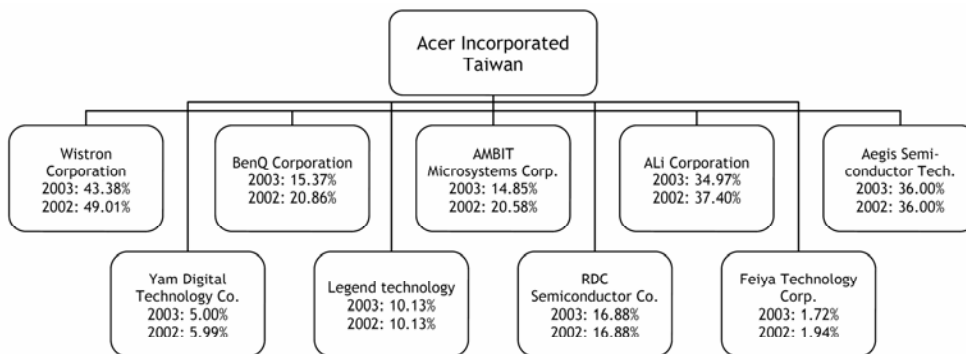 Acer Incorporated
Taiwan
Wistron
Corporation
2003: 43.38%
2002: 49.01%
BenQ Corporation
2003: 15.37%
2002: 20.86%
AMBIT
Microsystems Corp.
2003: 14.85%
2002: 20.58%
ALi Corporation
2003: 34.97%
2002: 37.40%
Aegis Semi-
conductor Tech.
2003: 36.00%
2002: 36.00%
Yam Digital
Technology Co.
2003: 5.00%
2002: 5.99%
Legend technology
2003: 10.13%
2002: 10.13%
RDC
Semiconductor Co.
2003: 16.88%
2002: 16.88%
Feiya Technology
Corp.
2003: 1.72%
2002: 1.94%